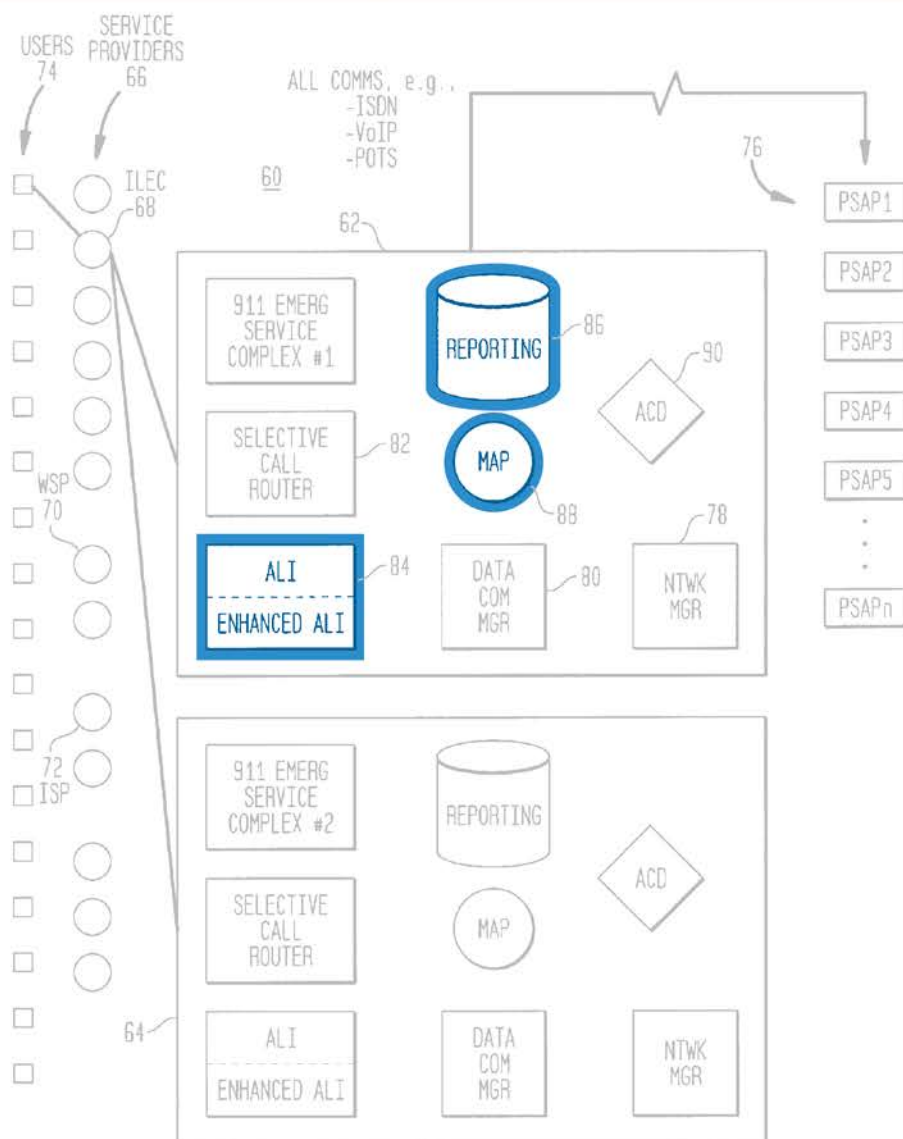 USERS
74
SERVICE
PROVIDERS
66
ALL COMMS, e.g.,
-ISDN
-VoIP
-POTS
60
76
ILEC
68
62
PSAP1
PSAP2
PSAP3
PSAP4
PSAP5
PSAPn
911 EMERG
SERVICE
COMPLEX #1
REPORTING
86
90
ACD
SELECTIVE
CALL
ROUTER
82
MAP
88
WSP
70
ALI
ENHANCED ALI
84
DATA
COM
MGR
80
78
NTWK
MGR
72
ISP
911 EMERG
SERVICE
COMPLEX #2
REPORTING
ACD
SELECTIVE
CALL
ROUTER
MAP
64
ALI
ENHANCED ALI
DATA
COM
MGR
NTWK
MGR